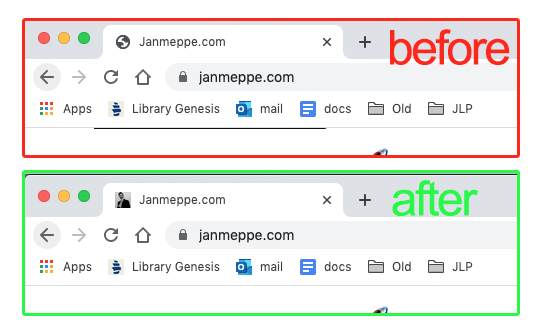 Janmeppe.com
before
janmeppe.com
Apps Library Genesis mail docs Old JLP
Janmeppe.com
after
janmeppe.com
Apps Library Genesis mail docs Old JLP